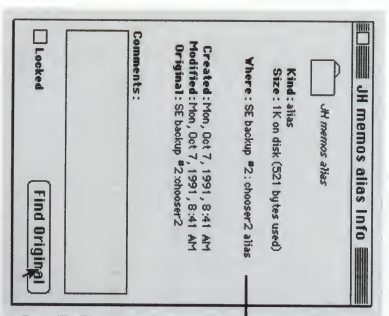 JH memos alias Info
JH memos alias
Kind: alias
Size: 1K on disk (521 bytes used)
Where: SE backup #2: chooser2 alias
Created: Mon, Oct 7, 1991, 8:41 AM
Modified: Mon, Oct 7, 1991, 8:41 AM
Original: SE backup #2:chooser2
Comments:
Locked
Find Original